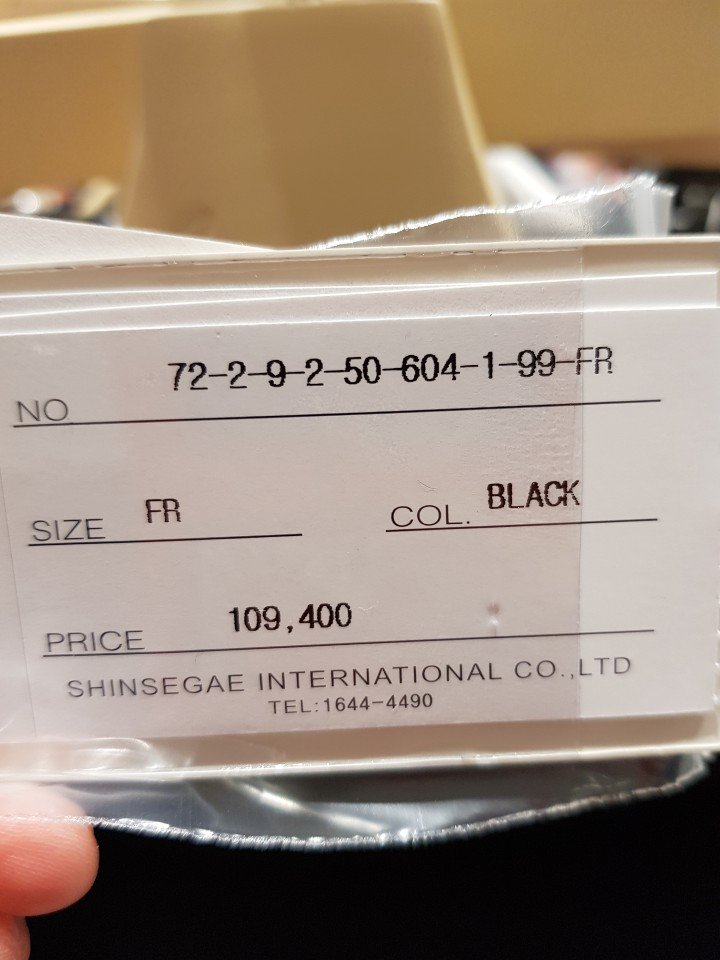 NO 72-2-9-2-50-604-1-99-FR
SIZE FR COL. BLACK
PRICE 109,400
SHINSEGAE INTERNATIONAL CO.,LTD
TEL:1644-4490